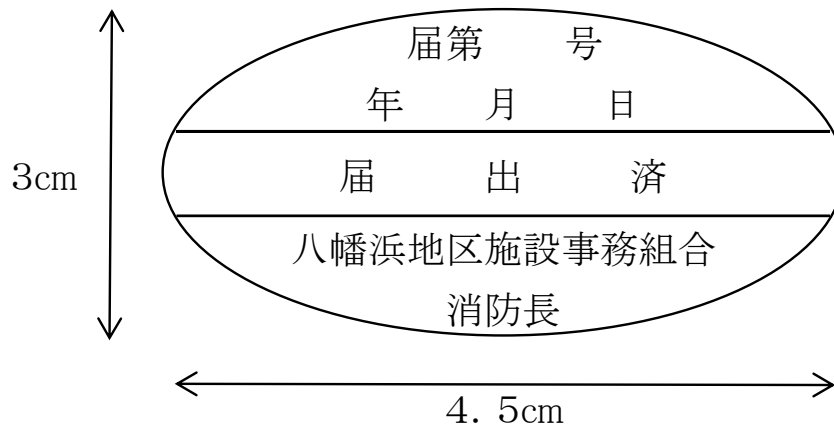 届第　　号
年　　月　　日
3cm
届　　出　　済
八幡浜地区施設事務組合
消防長
4．5cm